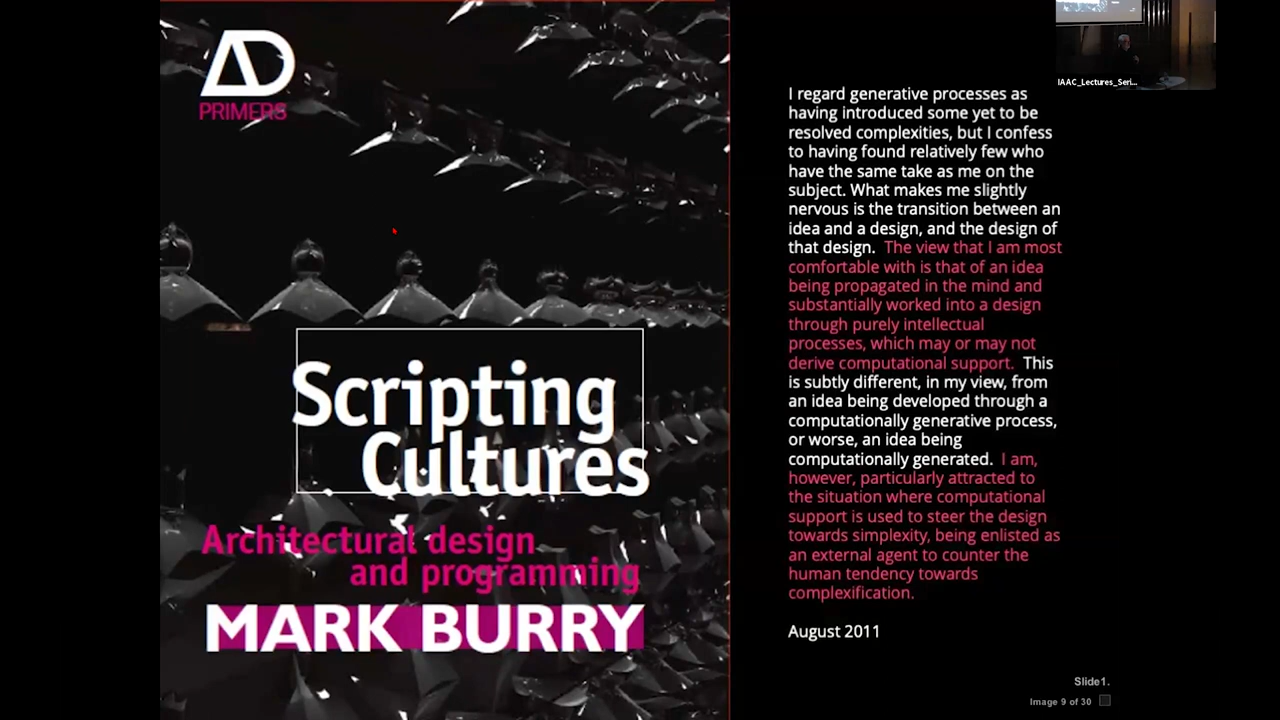 AD
PRIMERS
Scripting
Cultures
Architectural design
and programming
MARK BURRY
IAAC_Lectures_Seri...
I regard generative processes as
having introduced some yet to be
resolved complexities, but I confess
to having found relatively few who
have the same take as me on the
subject. What makes me slightly
nervous is the transition between an
idea and a design, and the design of
that design. The view that I am most
comfortable with is that of an idea
being propagated in the mind and
substantially worked into a design
through purely intellectual
processes, which may or may not
derive computational support. This
is subtly different, in my view, from
an idea being developed through a
computationally generative process,
or worse, an idea being
computationally generated. I am,
however, particularly attracted to
the situation where computational
support is used to steer the design
towards simplexity, being enlisted as
an external agent to counter the
human tendency towards
complexification.
August 2011
Slide1.
Image 9 of 30